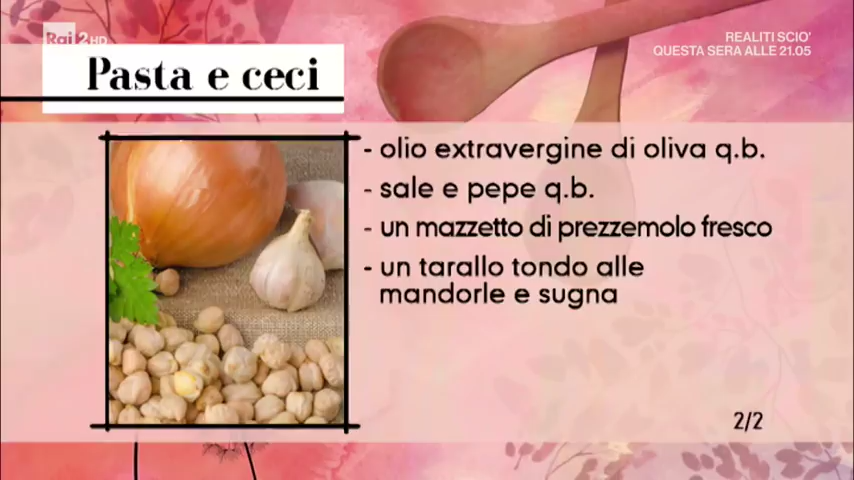 Rai 2 HD
REALITI SCIO'
QUESTA SERA ALLE 21.05
Pasta e ceci
- olio extravergine di oliva q.b.
- sale e pepe q.b.
- un mazzetto di prezzemolo fresco
- un tarallo tondo alle
mandorle e sugna
2/2